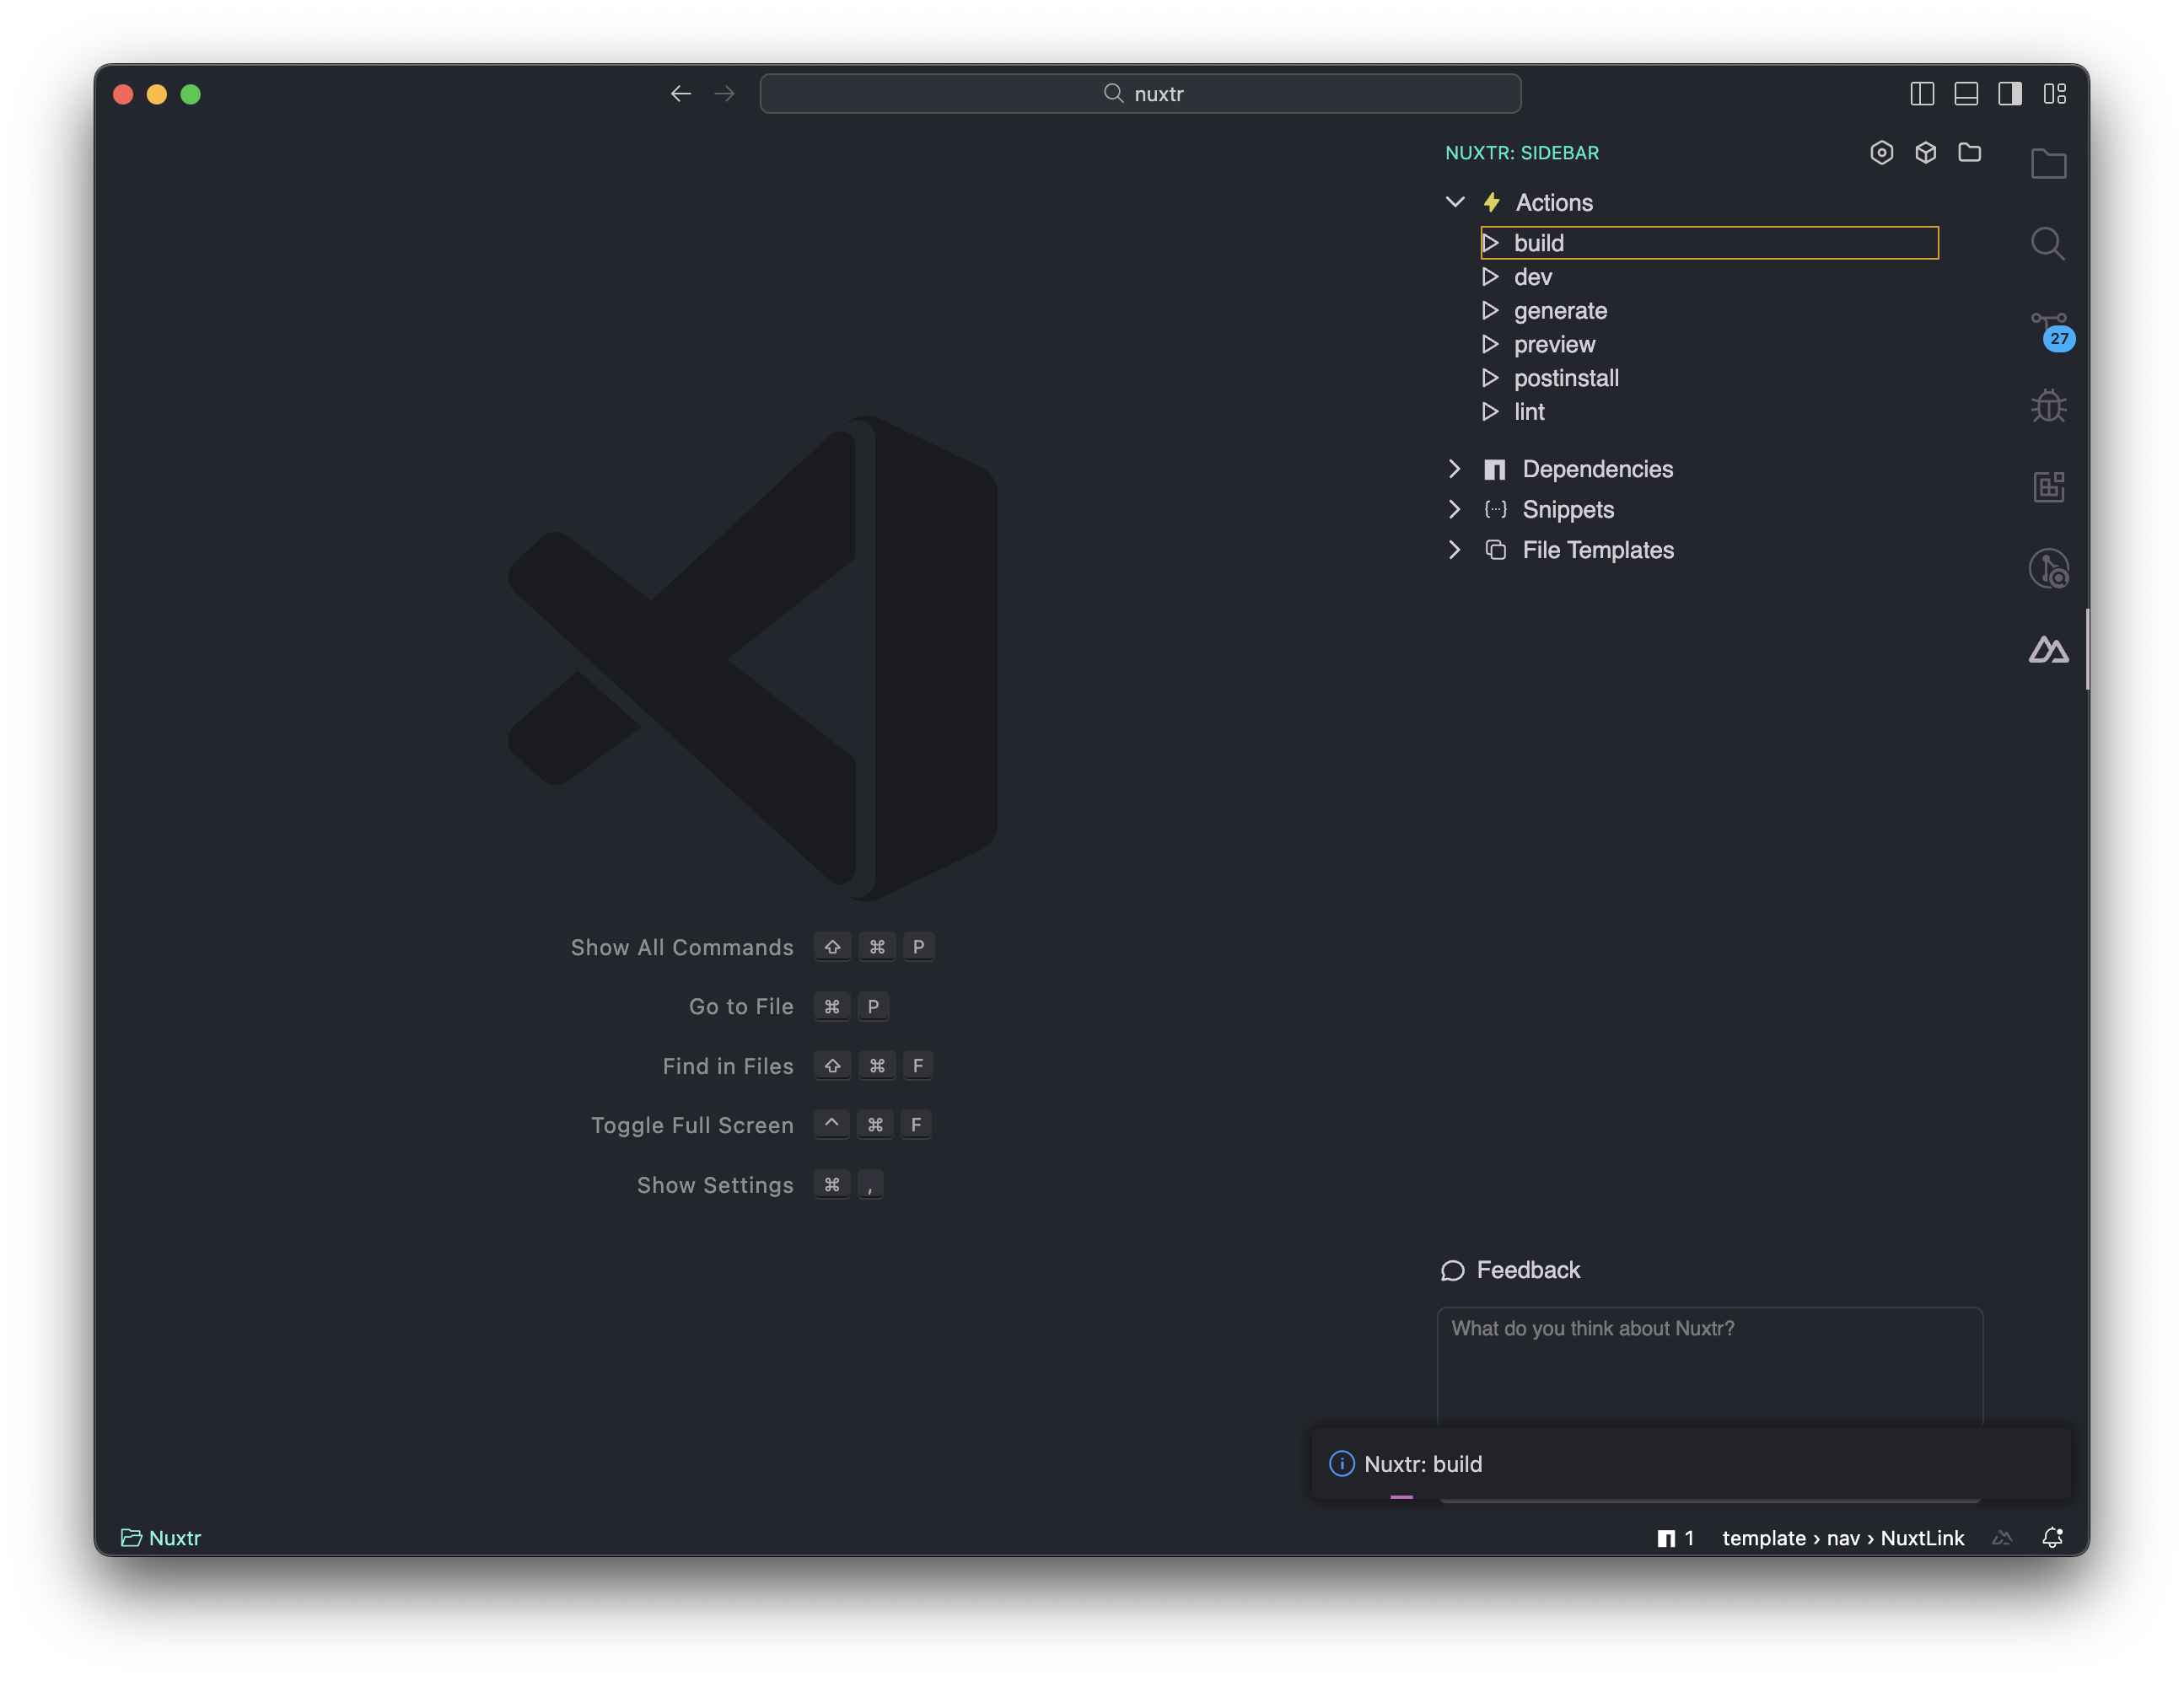 nuxtr
NUXTR: SIDEBAR
Actions
build
dev
generate
preview
postinstall
lint
Dependencies
Snippets
File Templates
27
Show All Commands ⇧ ⌘ P
Go to File ⌘ P
Find in Files ⇧ ⌘ F
Toggle Full Screen ^ ⌘ F
Show Settings ⌘ ,
Feedback
What do you think about Nuxtr?
Nuxtr: build
Nuxtr
1 template › nav › NuxtLink